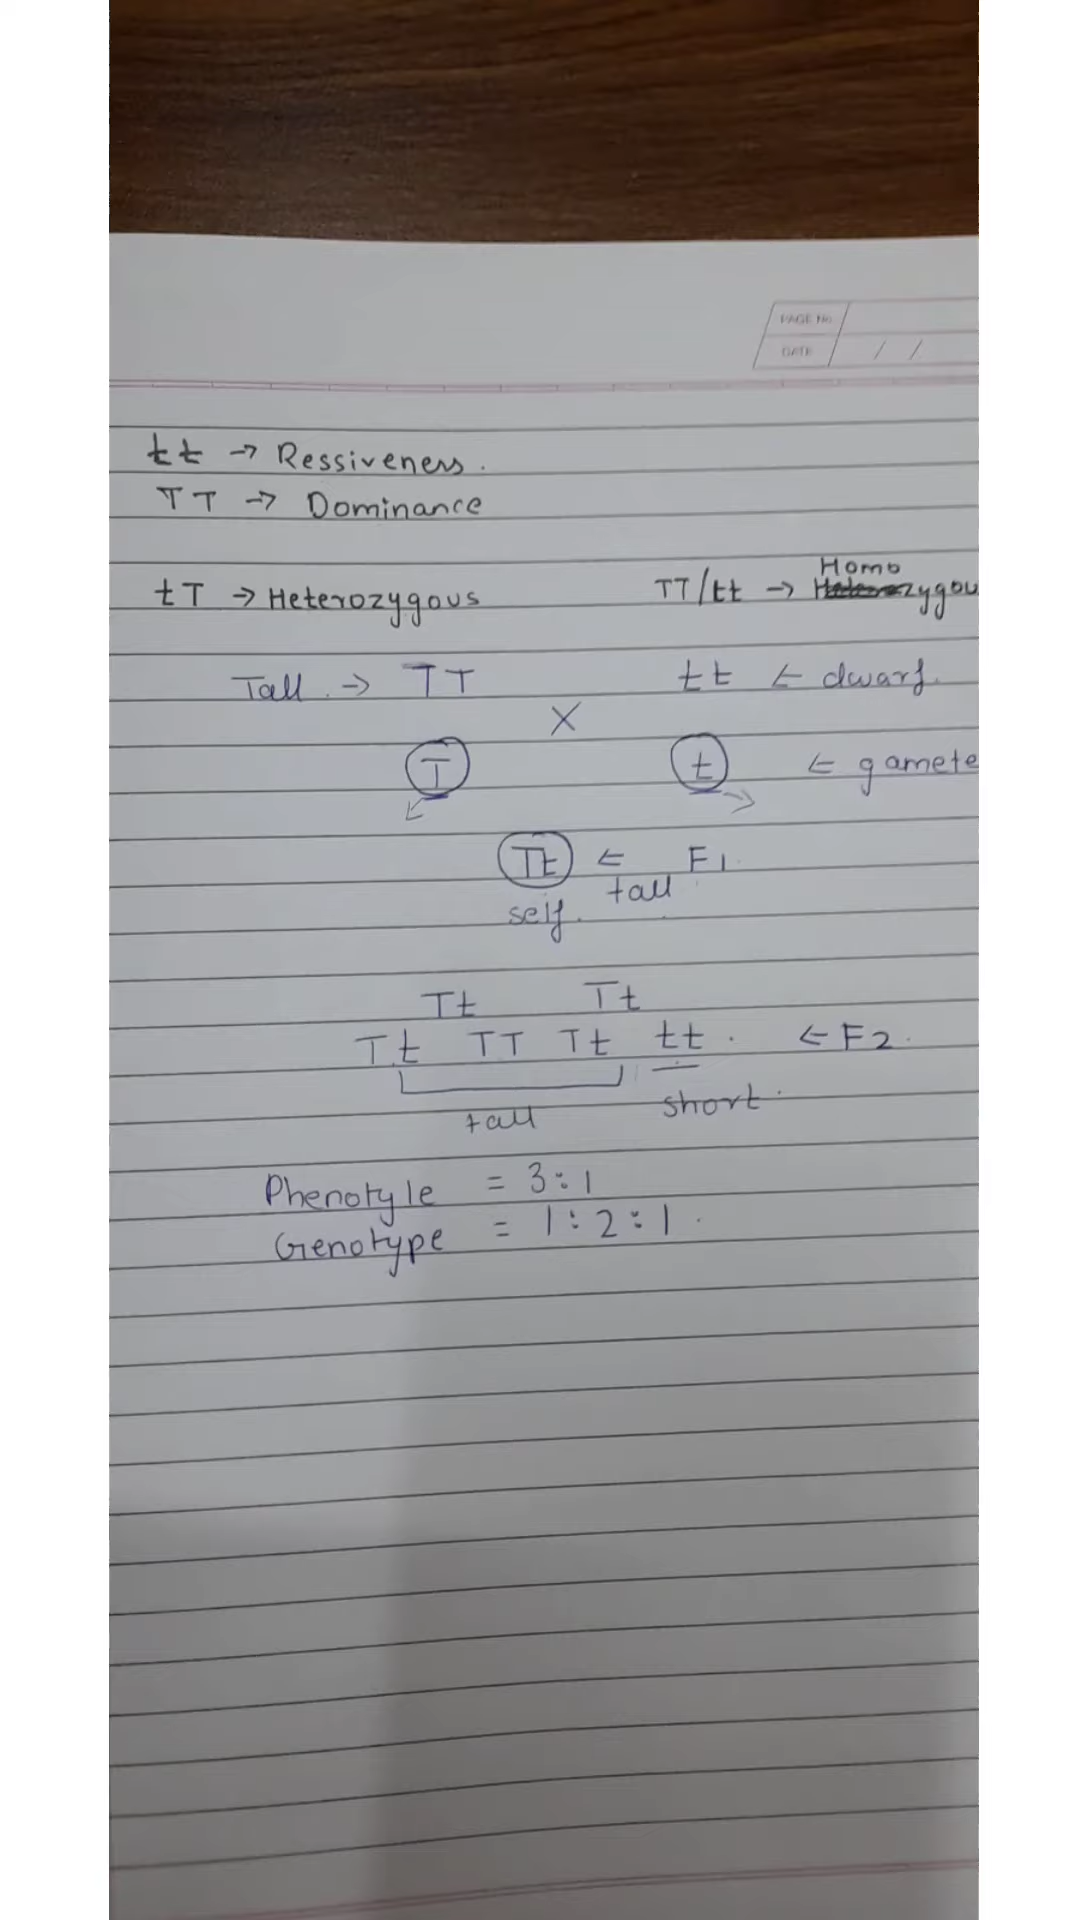 PAGE No
DATE / /
tt → Ressiveness.
TT → Dominance
tT → Heterozygous TT/tt → Homo
zygou
Tall → TT tt ← dwarf.
X
T t ← gamete
Tt ← F1.
tall
self.
Tt Tt
Tt TT Tt tt . ← F2.
tall short.
Phenotyle = 3:1
Genotype = 1:2:1.